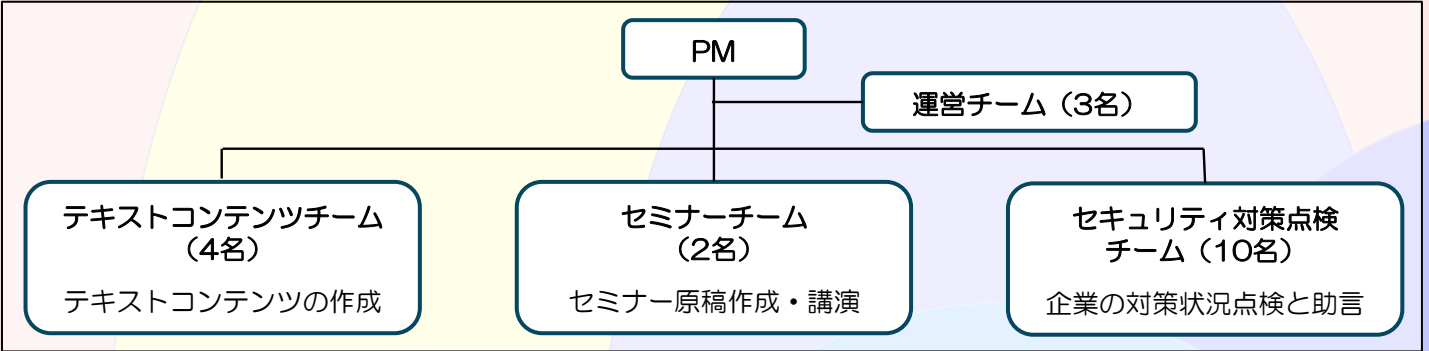 PM
運営チーム（3名）
テキストコンテンツチーム
（4名）
テキストコンテンツの作成
セミナーチーム
（2名）
セミナー原稿作成・講演
セキュリティ対策点検
チーム（10名）
企業の対策状況点検と助言